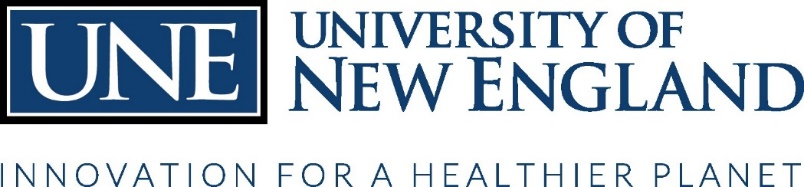 UNE
UNIVERSITY OF
NEW ENGLAND
INNOVATION FOR A HEALTHIER PLANET